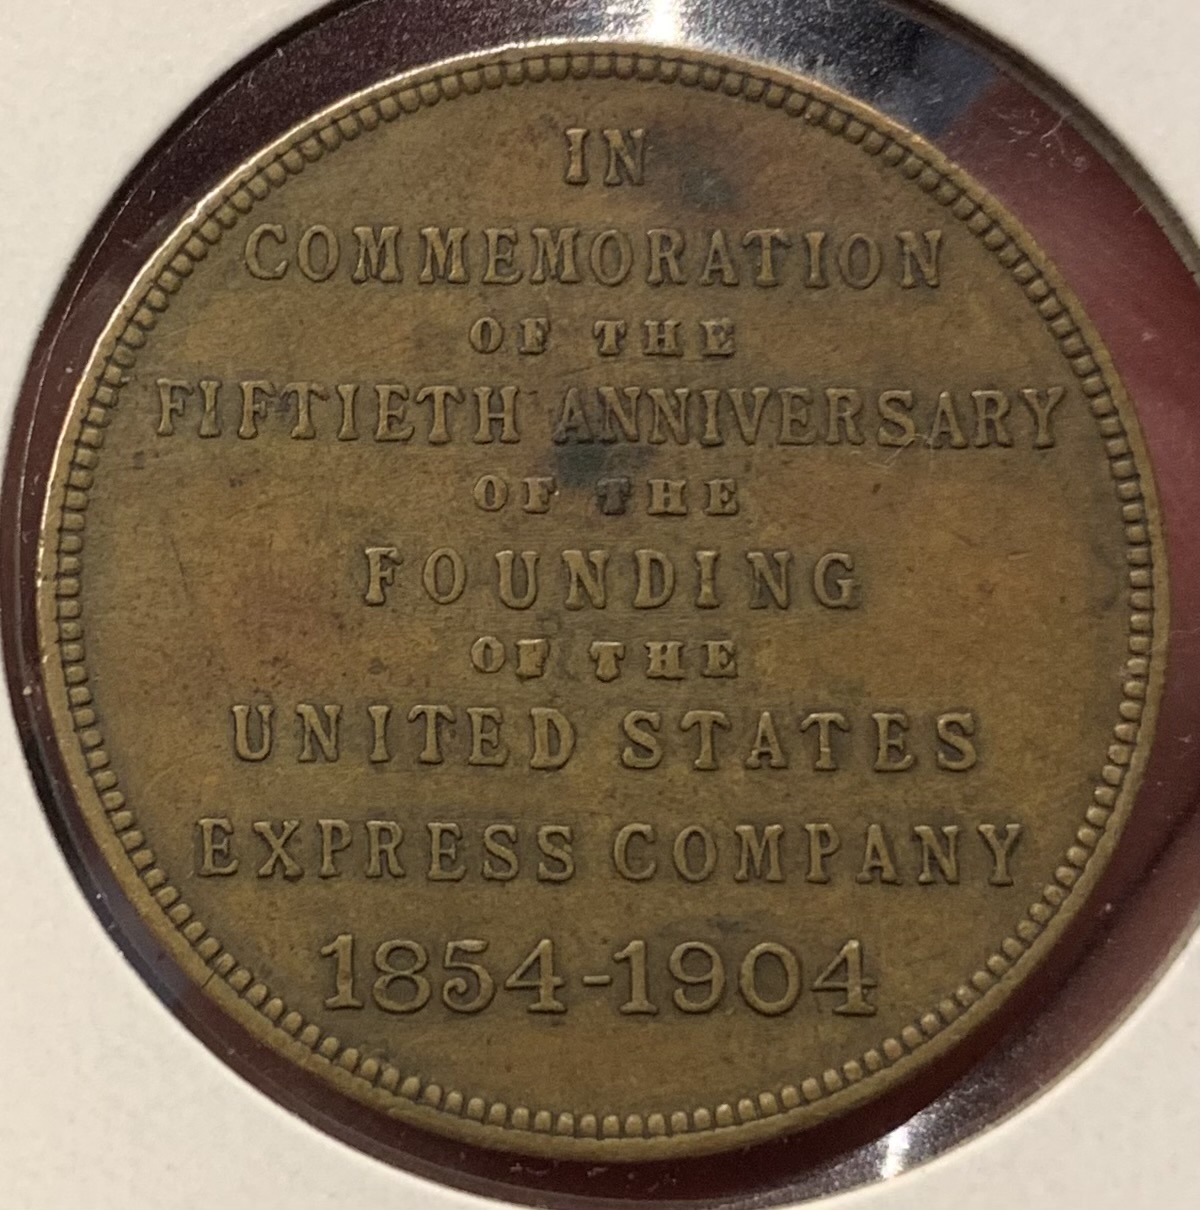 IN
COMMEMORATION
OF THE
FIFTIETH ANNIVERSARY
OF THE
FOUNDING
OF THE
UNITED STATES
EXPRESS COMPANY
1854-1904